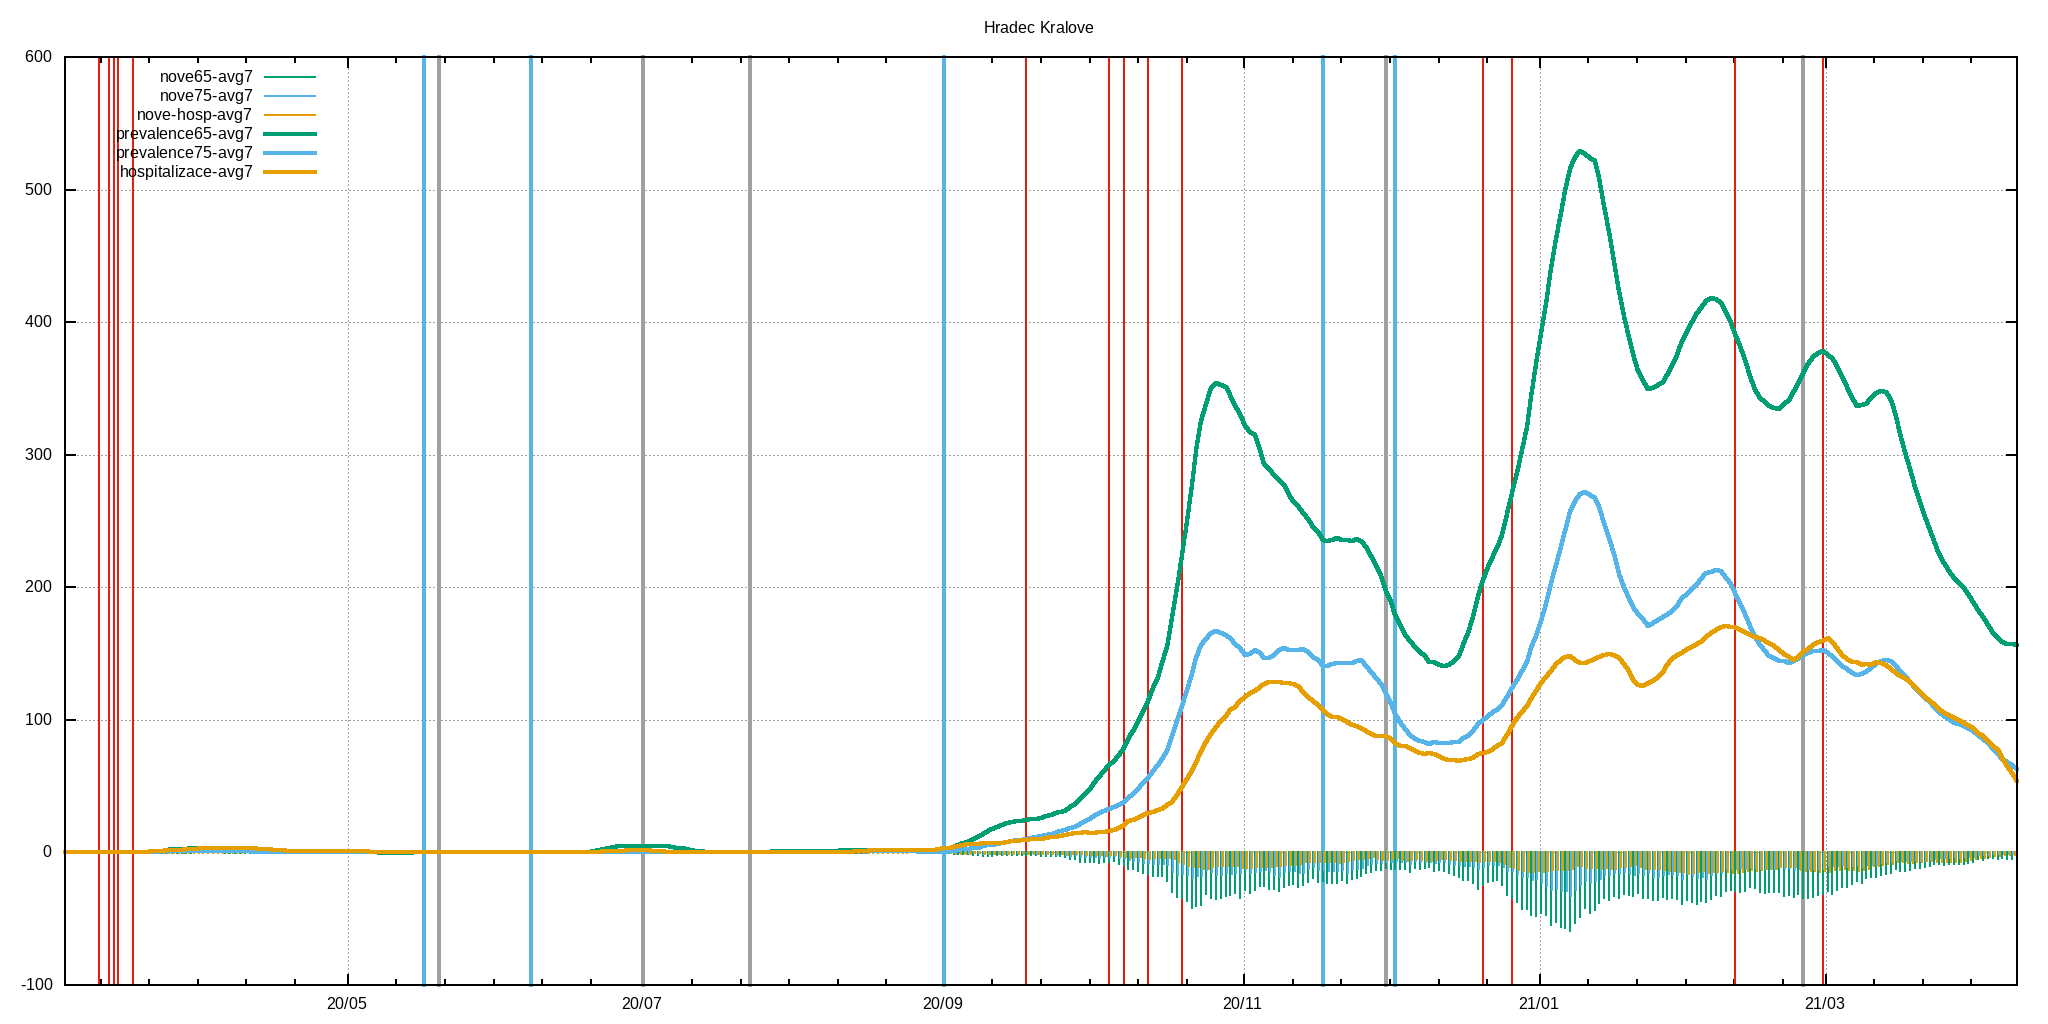 Hradec Kralove
600
nove65-avg7
nove75-avg7
nove-hosp-avg7
prevalence65-avg7
prevalence75-avg7
hospitalizace-avg7
500
400
300
200
100
0
-100
20/05 20/07 20/09 20/11 21/01 21/03